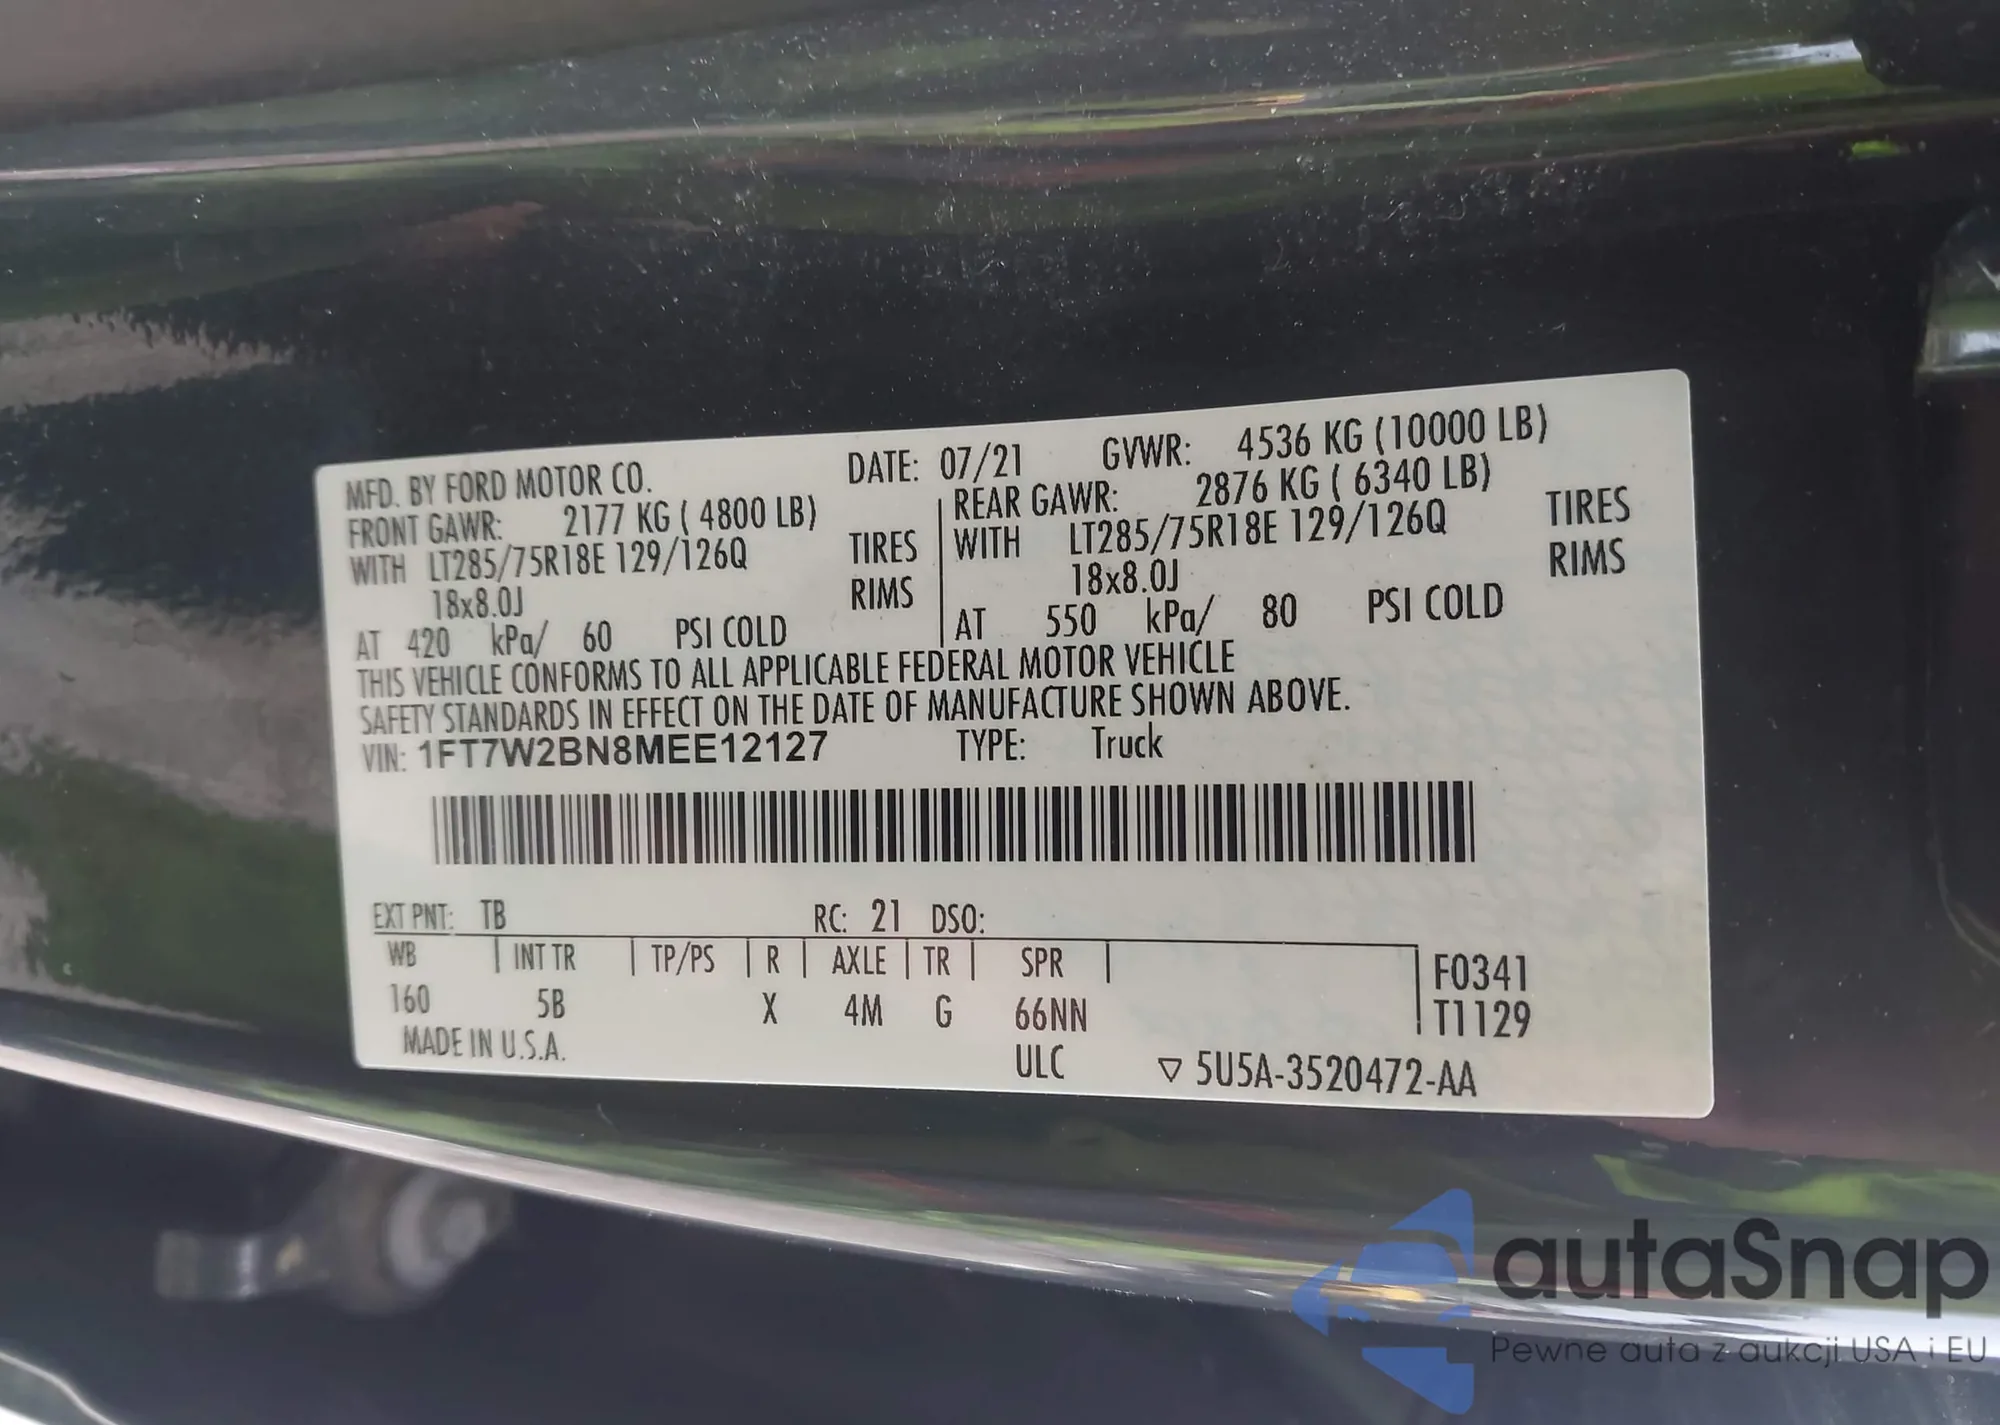 MFD. BY FORD MOTOR CO. DATE: 07/21 GVWR: 4536 KG (10000 LB)
FRONT GAWR: 2177 KG ( 4800 LB) REAR GAWR: 2876 KG ( 6340 LB)
WITH LT285/75R18E 129/126Q TIRES WITH LT285/75R18E 129/126Q TIRES
18x8.0J RIMS 18x8.0J RIMS
AT 420 kPa/ 60 PSI COLD AT 550 kPa/ 80 PSI COLD
THIS VEHICLE CONFORMS TO ALL APPLICABLE FEDERAL MOTOR VEHICLE
SAFETY STANDARDS IN EFFECT ON THE DATE OF MANUFACTURE SHOWN ABOVE.
VIN: 1FT7W2BN8MEE12127 TYPE: Truck
EXT PNT: TB RC: 21 DSO:
WB INT TR TP/PS R AXLE TR SPR F0341
160 5B X 4M G 66NN T1129
MADE IN U.S.A. ULC ▽ 5U5A-3520472-AA
autaSnap
Pewne auta z aukcji USA i EU